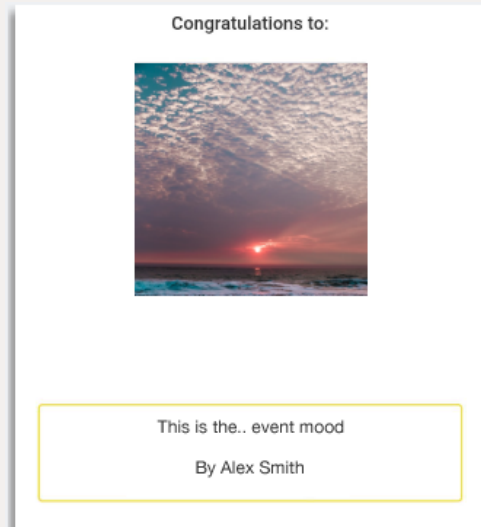 Congratulations to:
This is the.. event mood
By Alex Smith